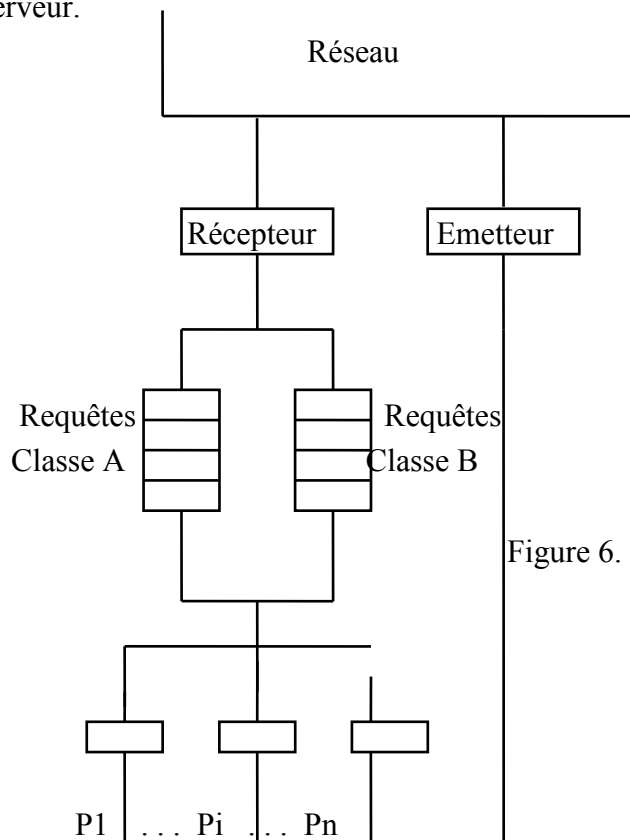 erveur.
Réseau
Récepteur
Emetteur
Requêtes
Classe A
Requêtes
Classe B
Figure 6.
P1 . . . Pi . . . Pn